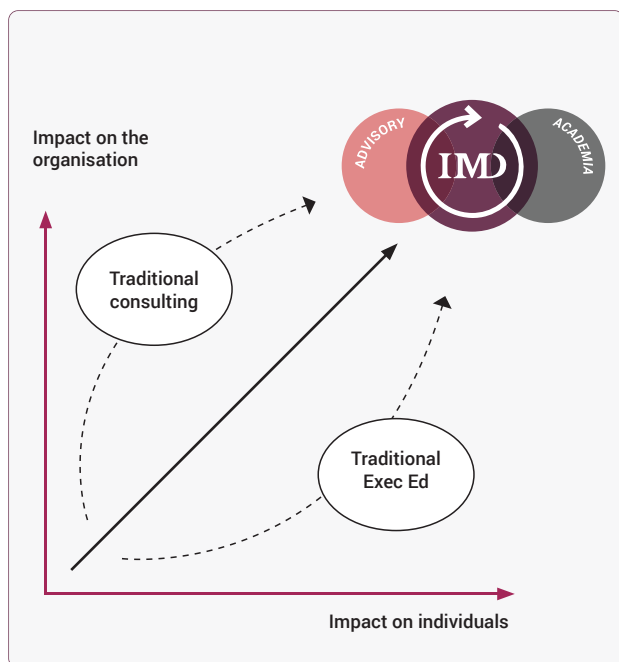 Impact on the
organisation
ADVISORY
IMD
ACADEMIA
Traditional
consulting
Traditional
Exec Ed
Impact on individuals